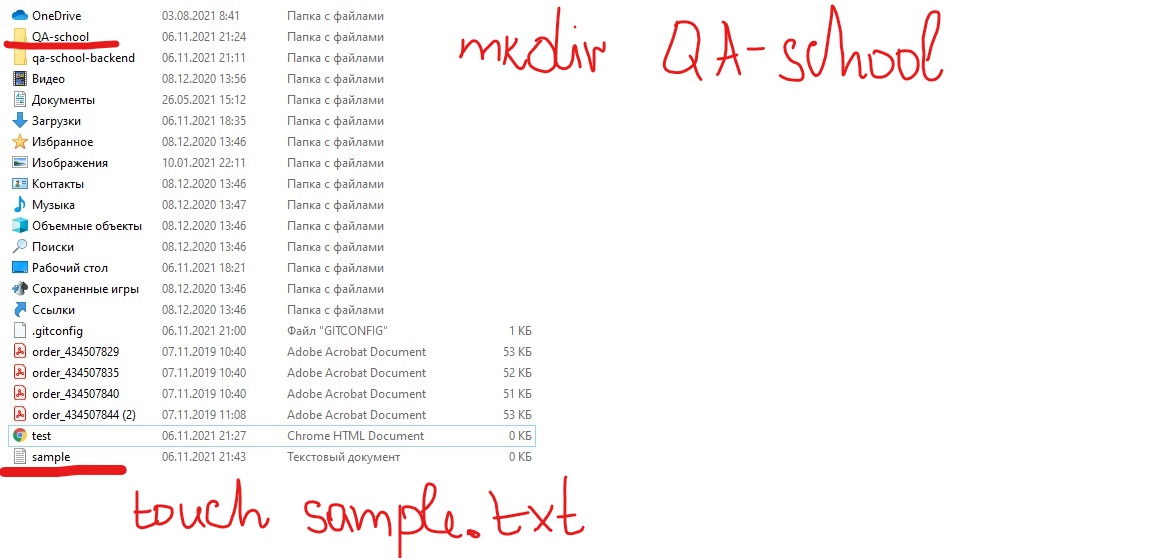 OneDrive 03.08.2021 8:41 Папка с файлами
QA-school 06.11.2021 21:24 Папка с файлами
mkdir QA-school
qa-school-backend 06.11.2021 21:11 Папка с файлами
Видео 08.12.2020 13:56 Папка с файлами
Документы 26.05.2021 15:12 Папка с файлами
Загрузки 06.11.2021 18:35 Папка с файлами
Избранное 08.12.2020 13:46 Папка с файлами
Изображения 10.01.2021 22:11 Папка с файлами
Контакты 08.12.2020 13:46 Папка с файлами
Музыка 08.12.2020 13:47 Папка с файлами
Объемные объекты 08.12.2020 13:46 Папка с файлами
Поиски 08.12.2020 13:46 Папка с файлами
Рабочий стол 06.11.2021 18:21 Папка с файлами
Сохраненные игры 08.12.2020 13:46 Папка с файлами
Ссылки 08.12.2020 13:46 Папка с файлами
.gitconfig 06.11.2021 21:00 Файл "GITCONFIG" 1 КБ
order_434507829 07.11.2019 10:40 Adobe Acrobat Document 53 КБ
order_434507835 07.11.2019 10:40 Adobe Acrobat Document 52 КБ
order_434507840 07.11.2019 10:40 Adobe Acrobat Document 51 КБ
order_434507844 (2) 07.11.2019 11:08 Adobe Acrobat Document 53 КБ
test 06.11.2021 21:27 Chrome HTML Document 0 КБ
sample 06.11.2021 21:43 Текстовый документ 0 КБ
touch sample.txt